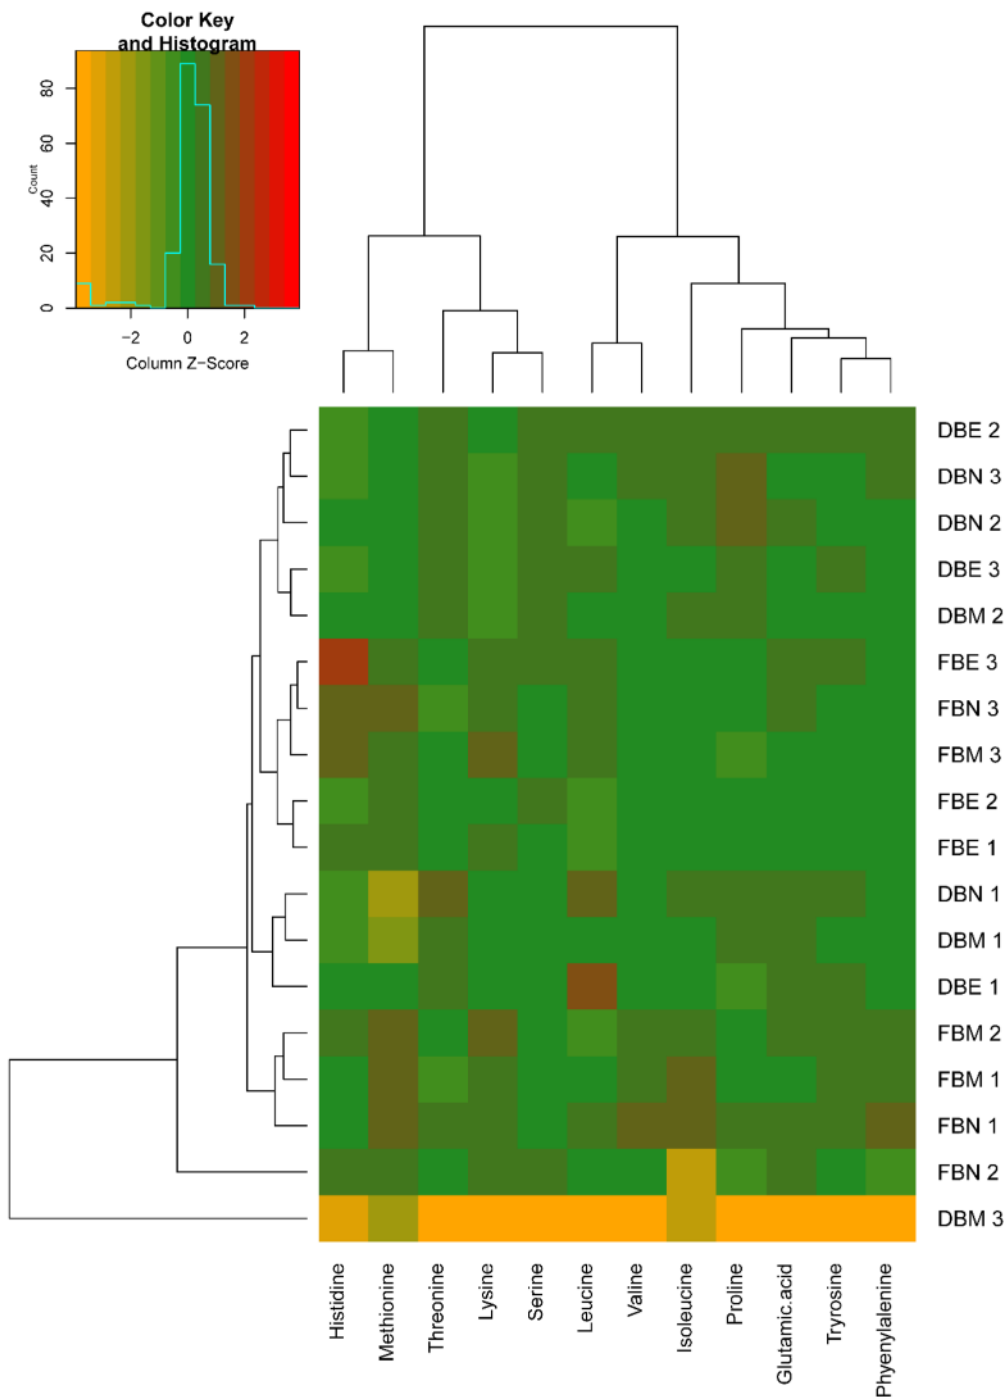 Color Key
and Histogram
Count
0
20
40
60
80
−2
0
2
Column Z−Score
DBE 2
DBN 3
DBN 2
DBE 3
DBM 2
FBE 3
FBN 3
FBM 3
FBE 2
FBE 1
DBN 1
DBM 1
DBE 1
FBM 2
FBM 1
FBN 1
FBN 2
DBM 3
Histidine
Methionine
Threonine
Lysine
Serine
Leucine
Valine
Isoleucine
Proline
Glutamic.acid
Tryrosine
Phyenylalenine